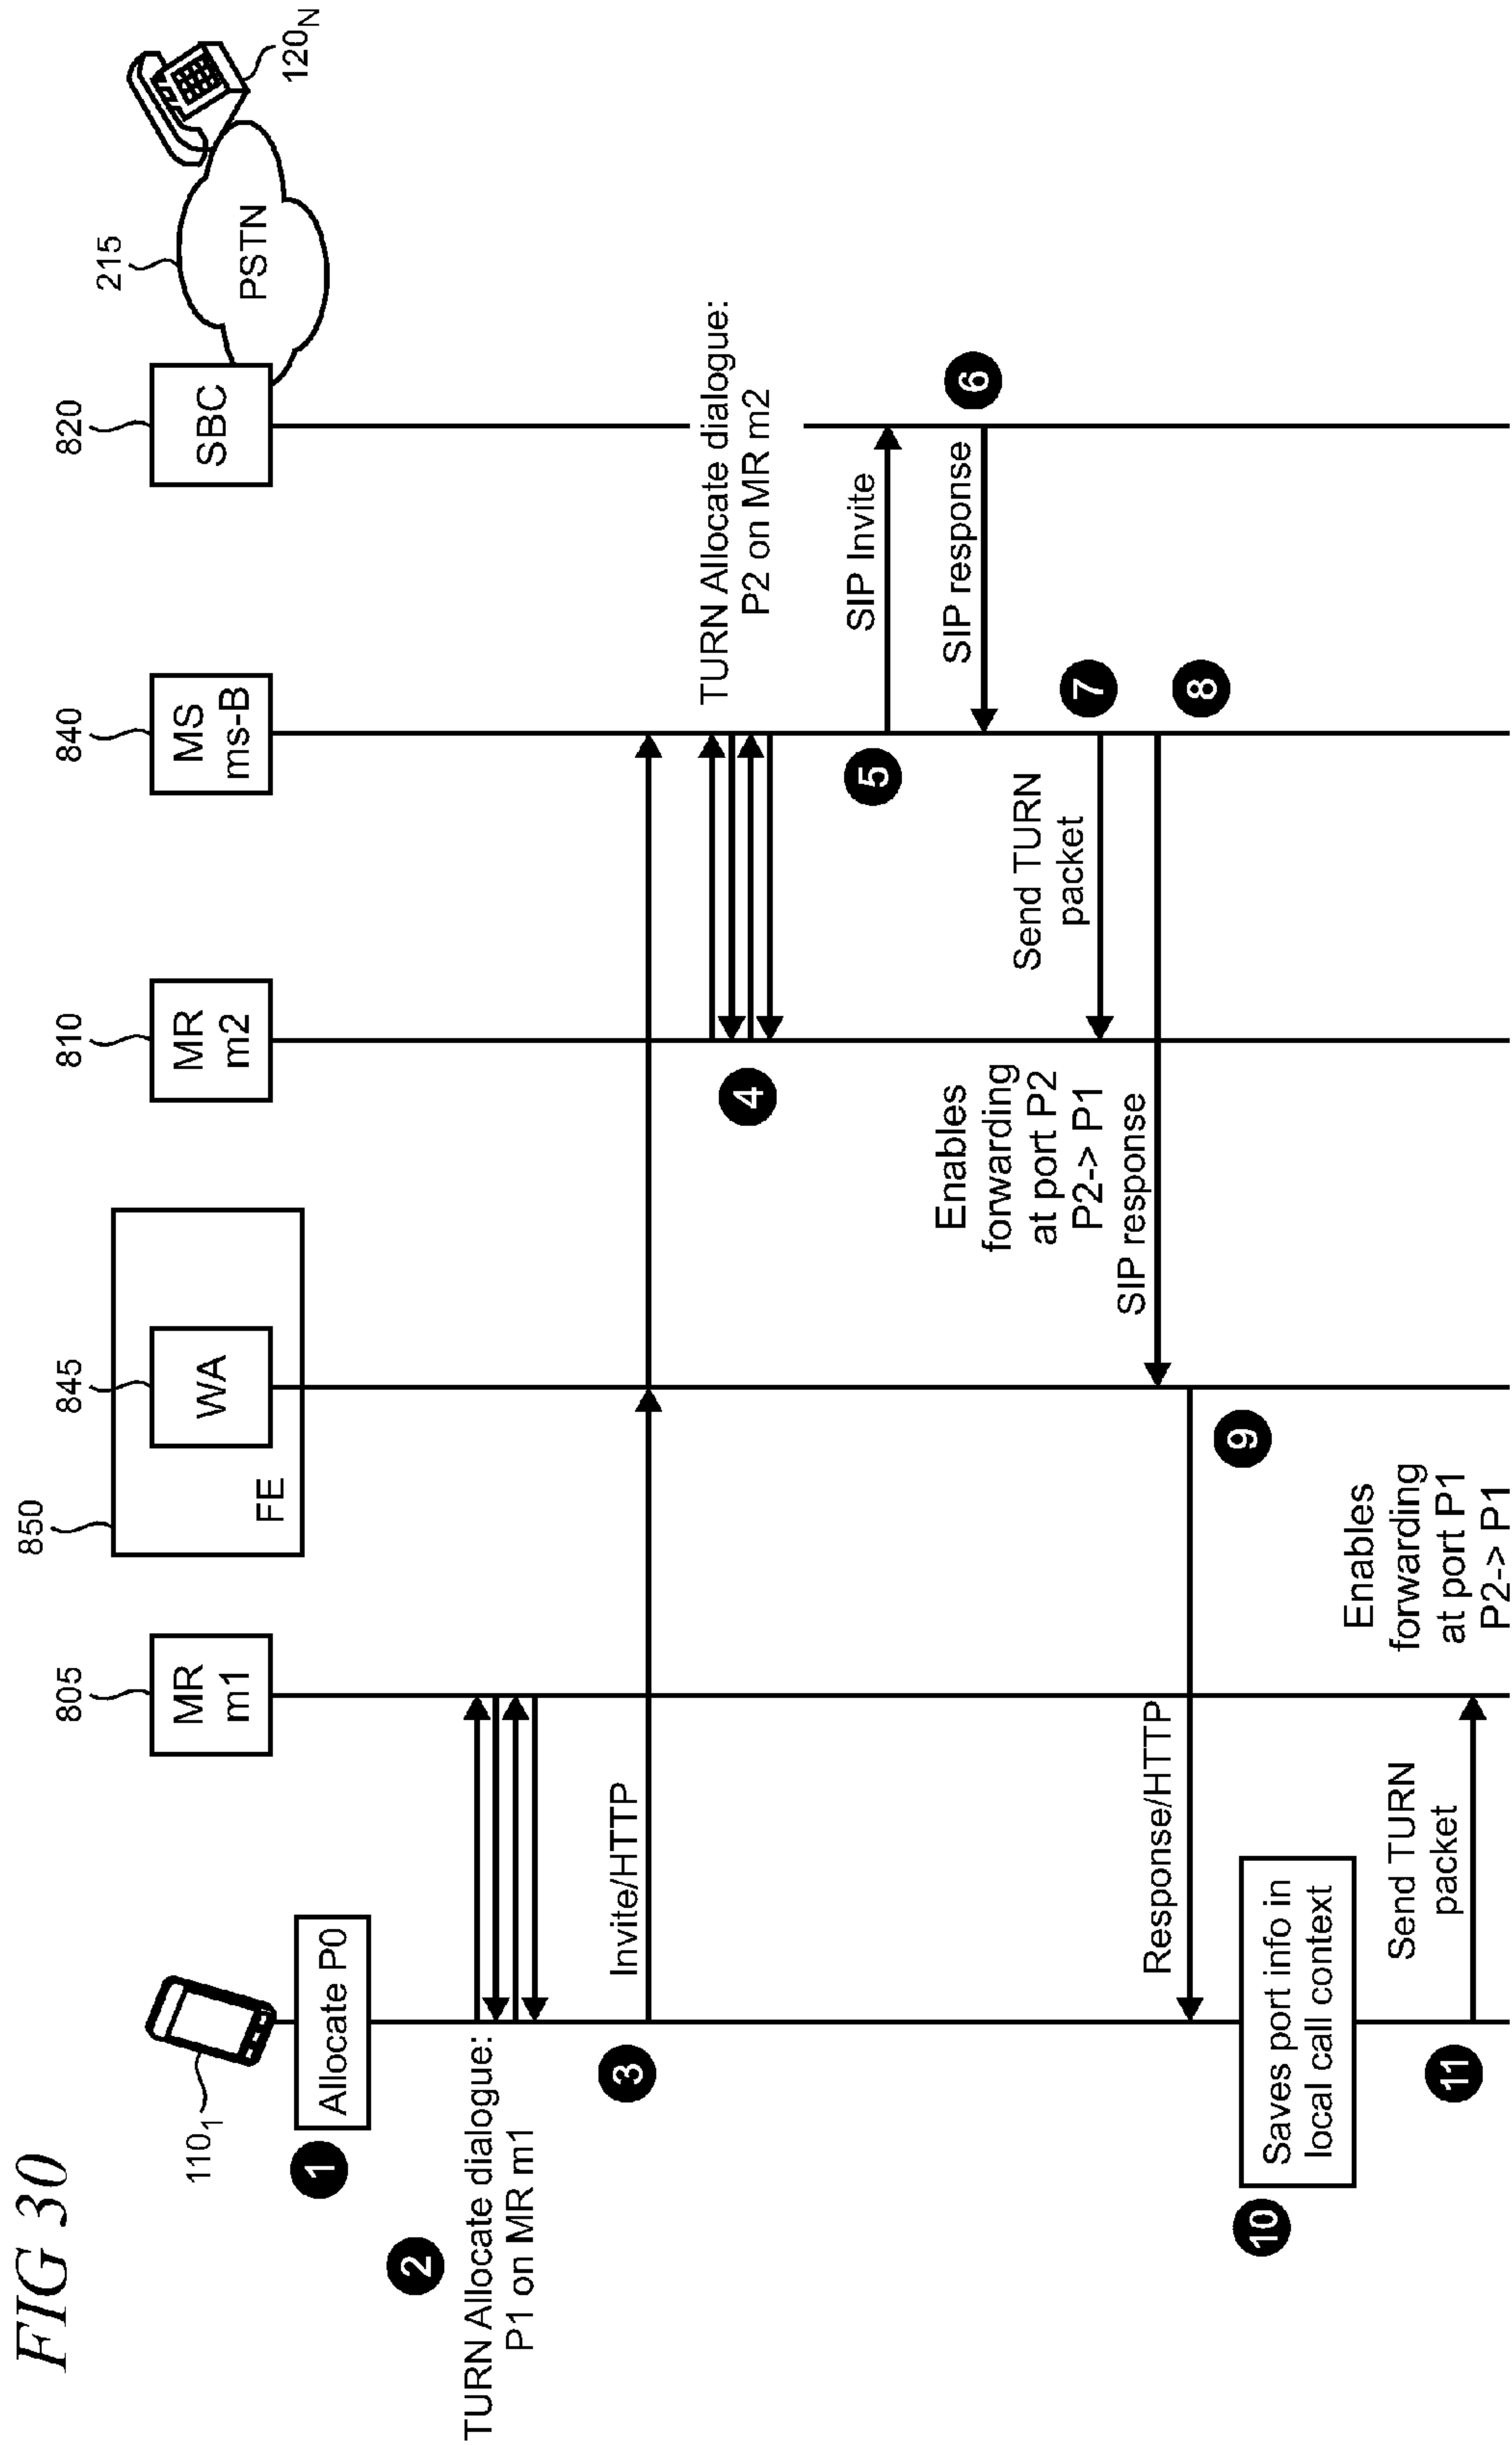 FIG 30
110₁
805
850
845
810
840
820
215
120_N
MR
m1
FE
WA
MR
m2
MS
ms-B
SBC
PSTN
1
Allocate P0
2
TURN Allocate dialogue:
P1 on MR m1
3
Invite/HTTP
4
TURN Allocate dialogue:
P2 on MR m2
5
SIP Invite
6
SIP response
7
Send TURN
packet
Enables
forwarding
at port P2
P2-> P1
8
SIP response
9
Response/HTTP
10
Saves port info in
local call context
11
Send TURN
packet
Enables
forwarding
at port P1
P2-> P1